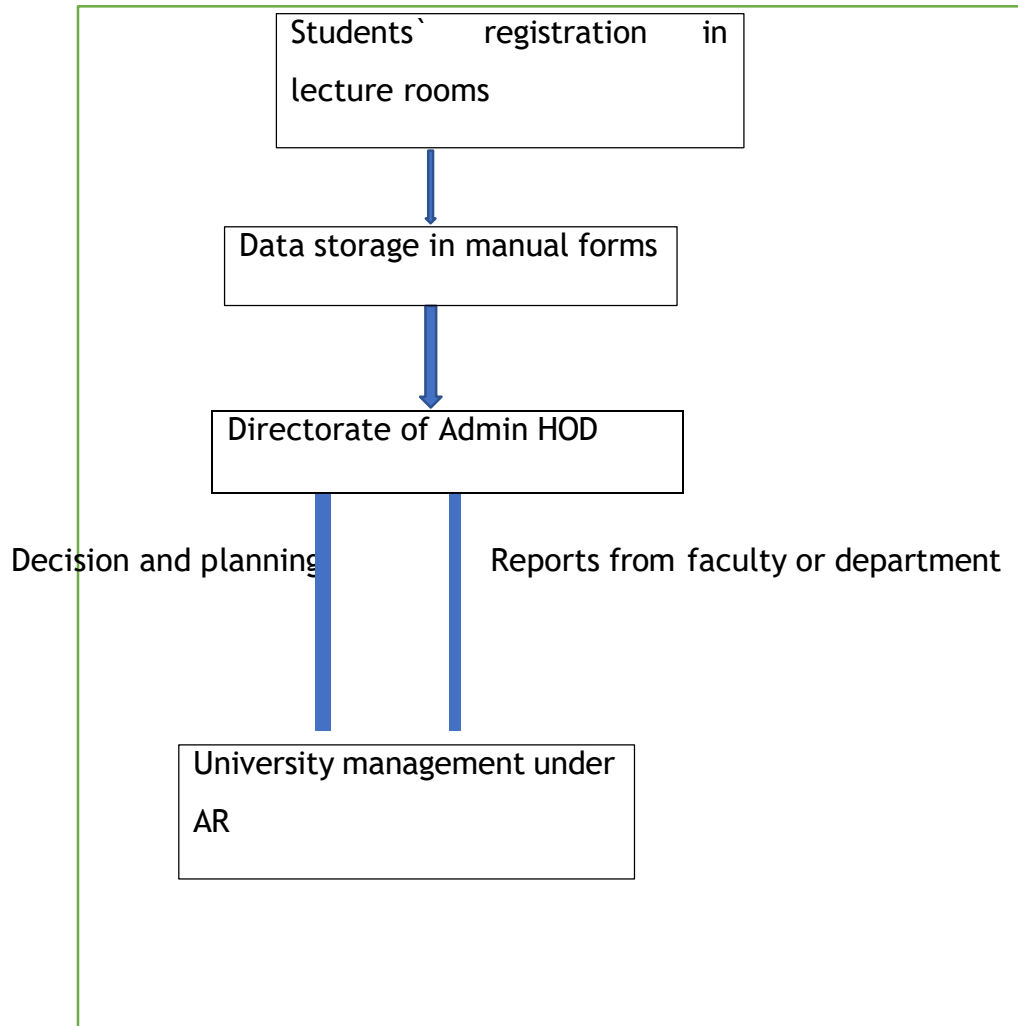 Students` registration in
lecture rooms
Data storage in manual forms
Directorate of Admin HOD
Decision and planning
Reports from faculty or department
University management under
AR